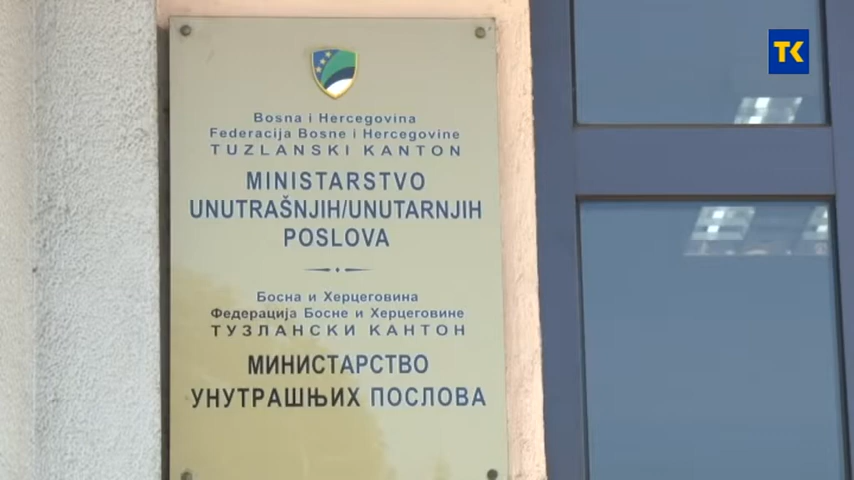 TK
Bosna i Hercegovina
Federacija Bosne i Hercegovine
TUZLANSKI KANTON
MINISTARSTVO
UNUTRAŠNJIH/UNUTARNJIH
POSLOVA
Босна и Херцеговина
Федерација Босне и Херцеговине
ТУЗЛАНСКИ КАНТОН
МИНИСТАРСТВО
УНУТРАШЊИХ ПОСЛОВА